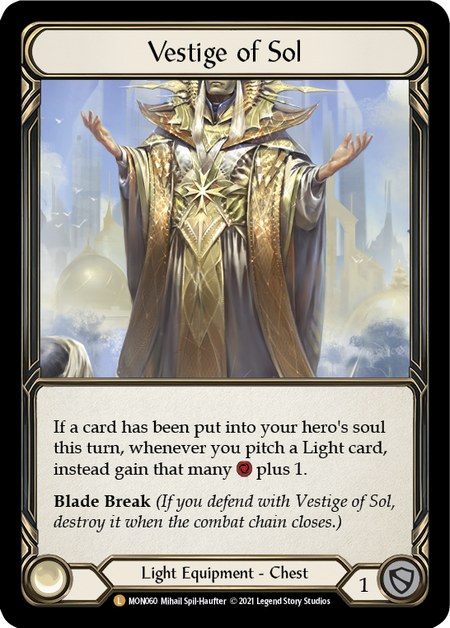 Vestige of Sol
If a card has been put into your hero's soul
this turn, whenever you pitch a Light card,
instead gain that many plus 1.
Blade Break (If you defend with Vestige of Sol,
destroy it when the combat chain closes.)
Light Equipment - Chest
1
L MON060 Mihail Spil-Haufter © 2021 Legend Story Studios